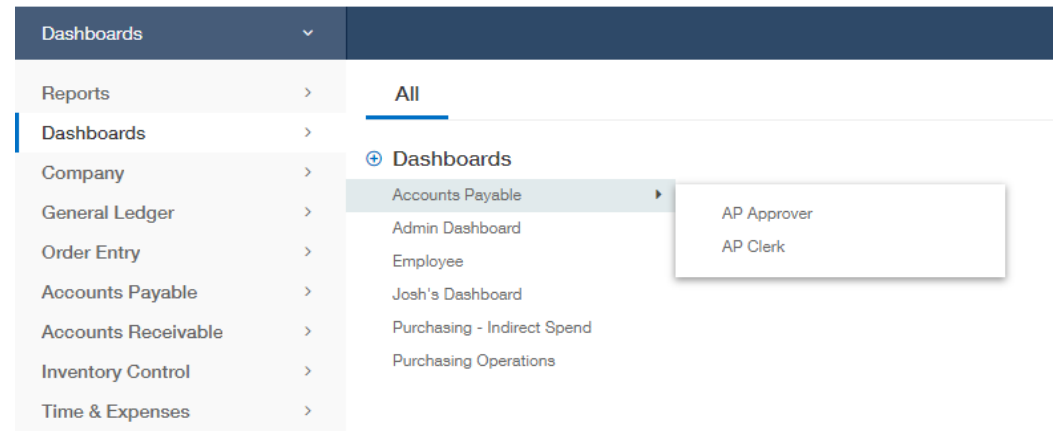 Dashboards
Reports
Dashboards
Company
General Ledger
Order Entry
Accounts Payable
Accounts Receivable
Inventory Control
Time & Expenses
All
Dashboards
Accounts Payable
Admin Dashboard
Employee
Josh's Dashboard
Purchasing - Indirect Spend
Purchasing Operations
AP Approver
AP Clerk